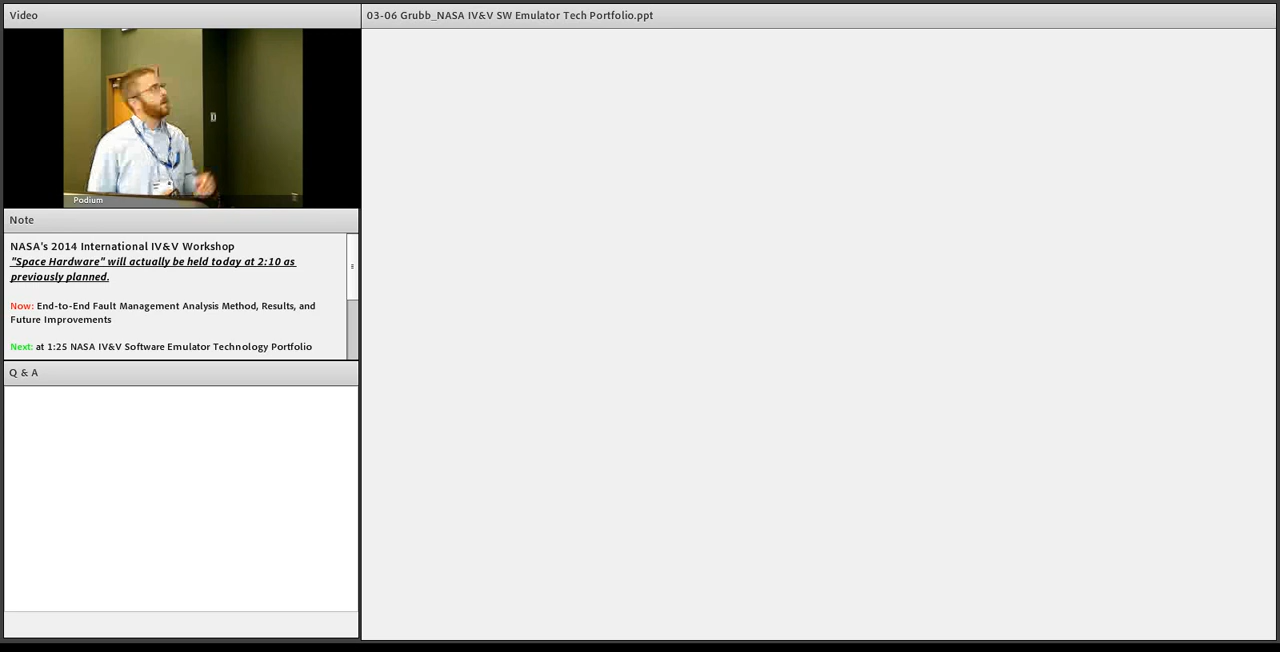 Video
03-06 Grubb_NASA IV&V SW Emulator Tech Portfolio.ppt
Podium
Note
NASA's 2014 International IV&V Workshop
"Space Hardware" will actually be held today at 2:10 as
previously planned.
Now: End-to-End Fault Management Analysis Method, Results, and
Future Improvements
Next: at 1:25 NASA IV&V Software Emulator Technology Portfolio
Q & A